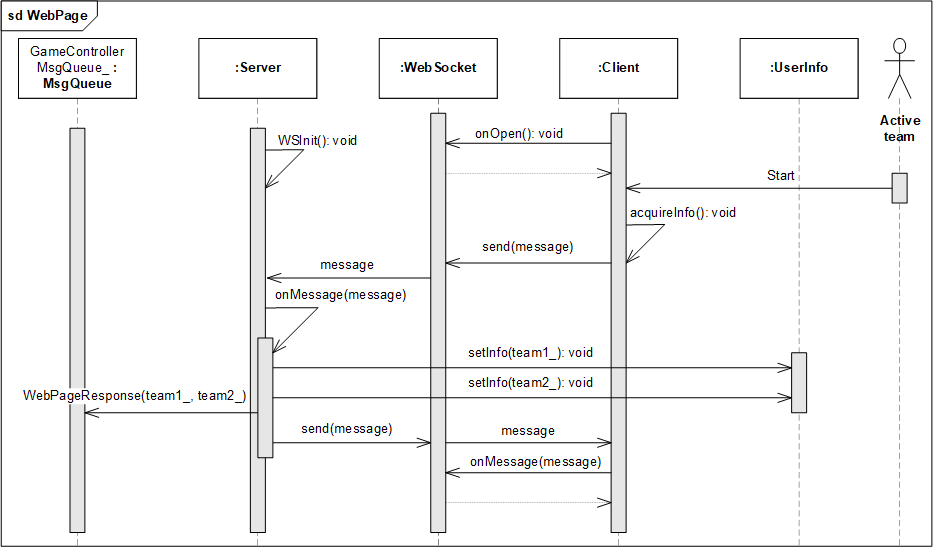 sd WebPage
GameController
MsgQueue_ :
MsgQueue
:Server
:WebSocket
:Client
:UserInfo
Active
team
WSInit(): void
onOpen(): void
Start
acquireInfo(): void
send(message)
message
onMessage(message)
setInfo(team1_): void
setInfo(team2_): void
WebPageResponse(team1_, team2_)
send(message)
message
onMessage(message)